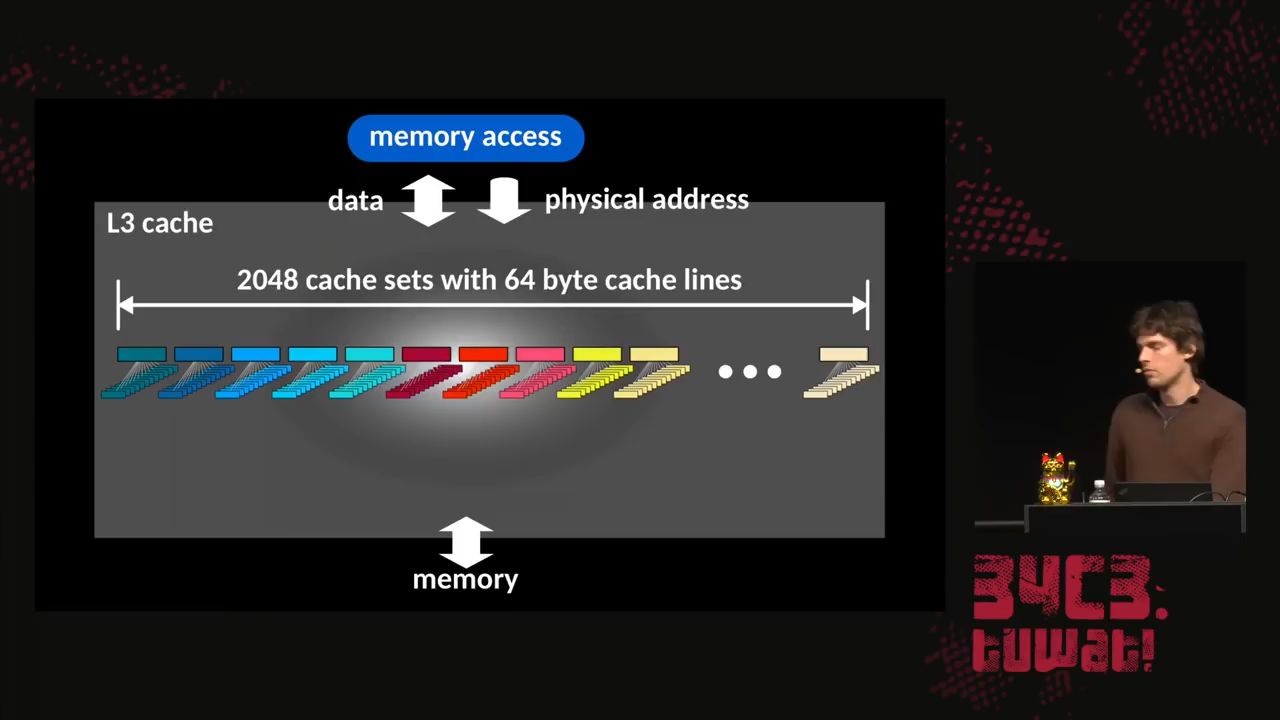 memory access
data
physical address
L3 cache
2048 cache sets with 64 byte cache lines
memory
34C3.
tuwat!